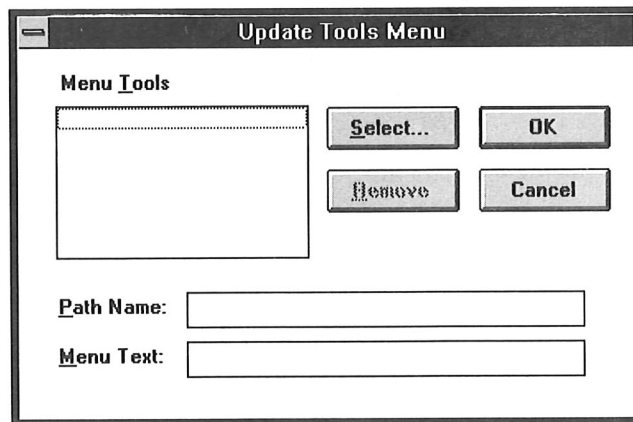 Update Tools Menu
Menu Tools
Select...
OK
Remove
Cancel
Path Name:
Menu Text: